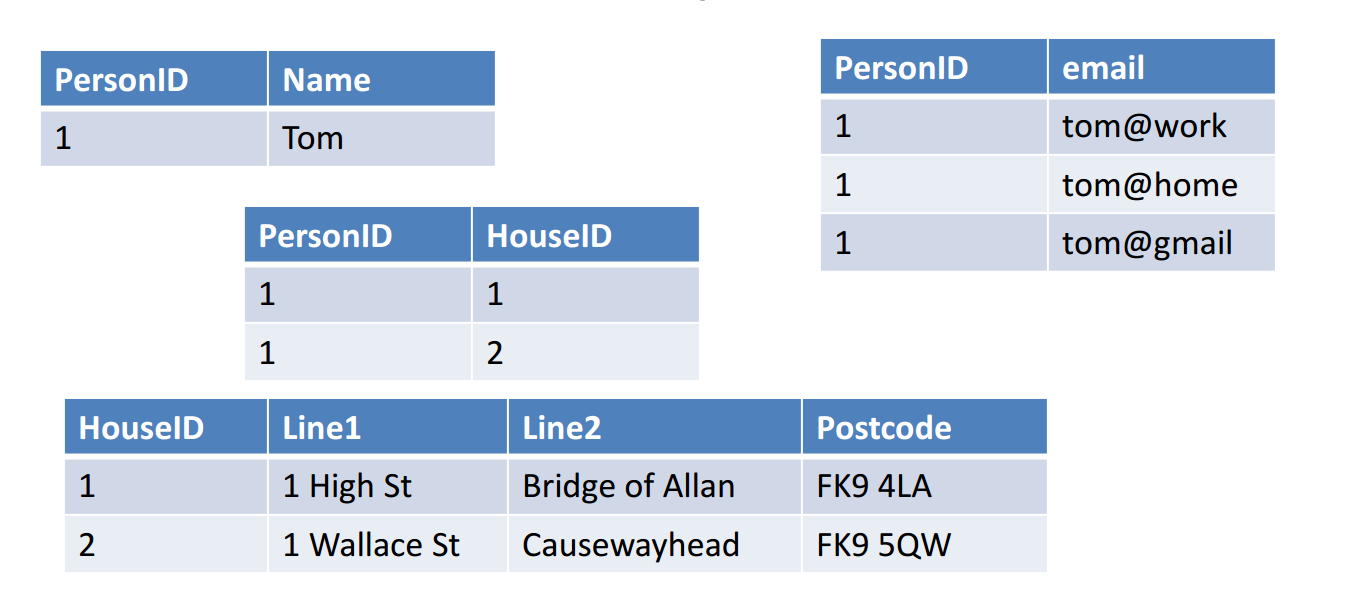 PersonID Name
1 Tom
PersonID email
1 tom@work
1 tom@home
1 tom@gmail
PersonID HouseID
1 1
1 2
HouseID Line1 Line2 Postcode
1 1 High St Bridge of Allan FK9 4LA
2 1 Wallace St Causewayhead FK9 5QW